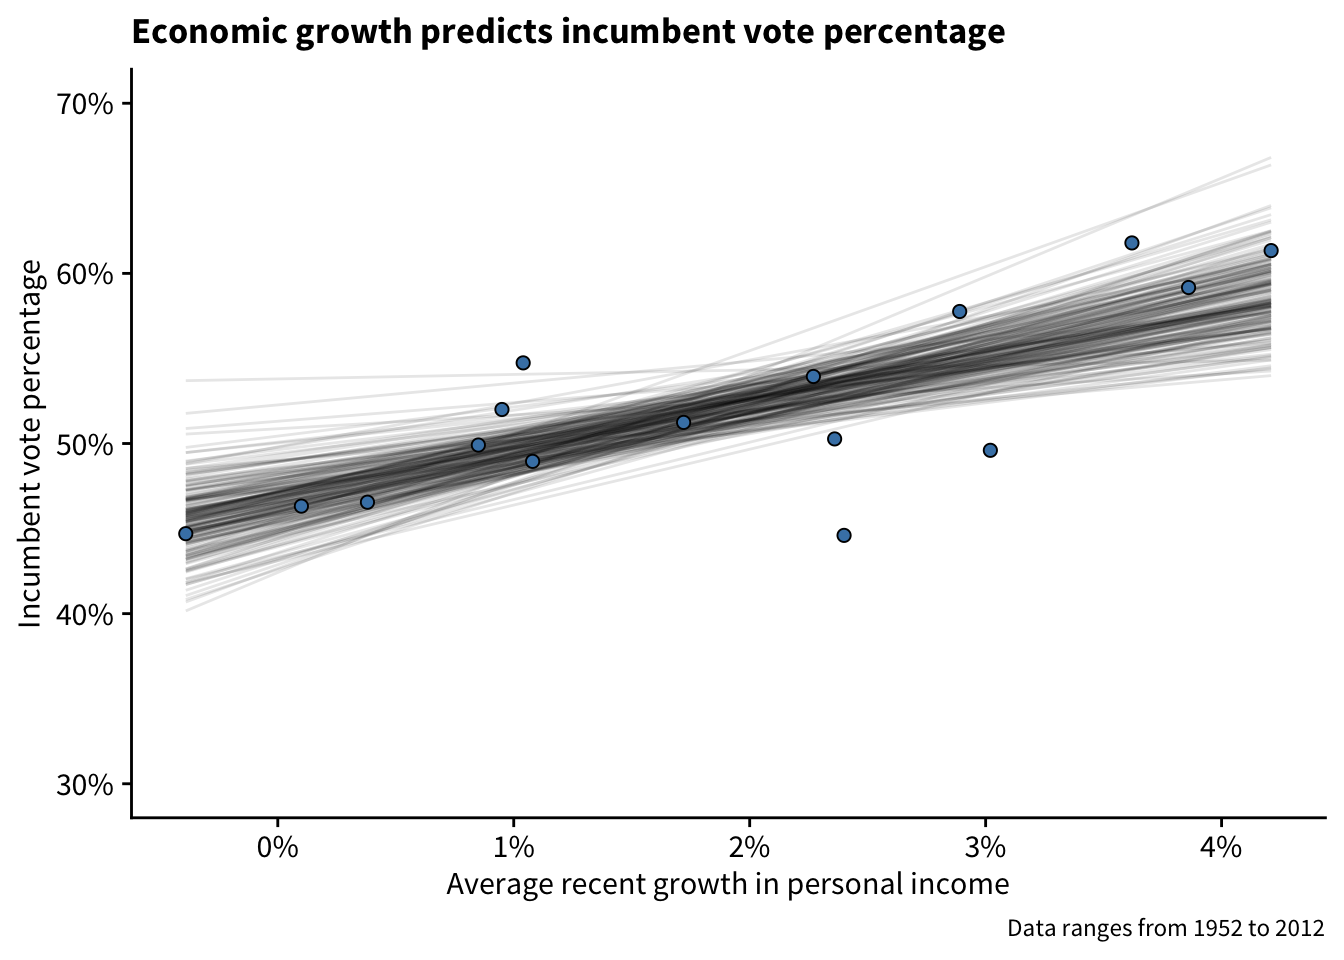 Economic growth predicts incumbent vote percentage
70%
60%
50%
40%
30%
Incumbent vote percentage
0% 1% 2% 3% 4%
Average recent growth in personal income
Data ranges from 1952 to 2012